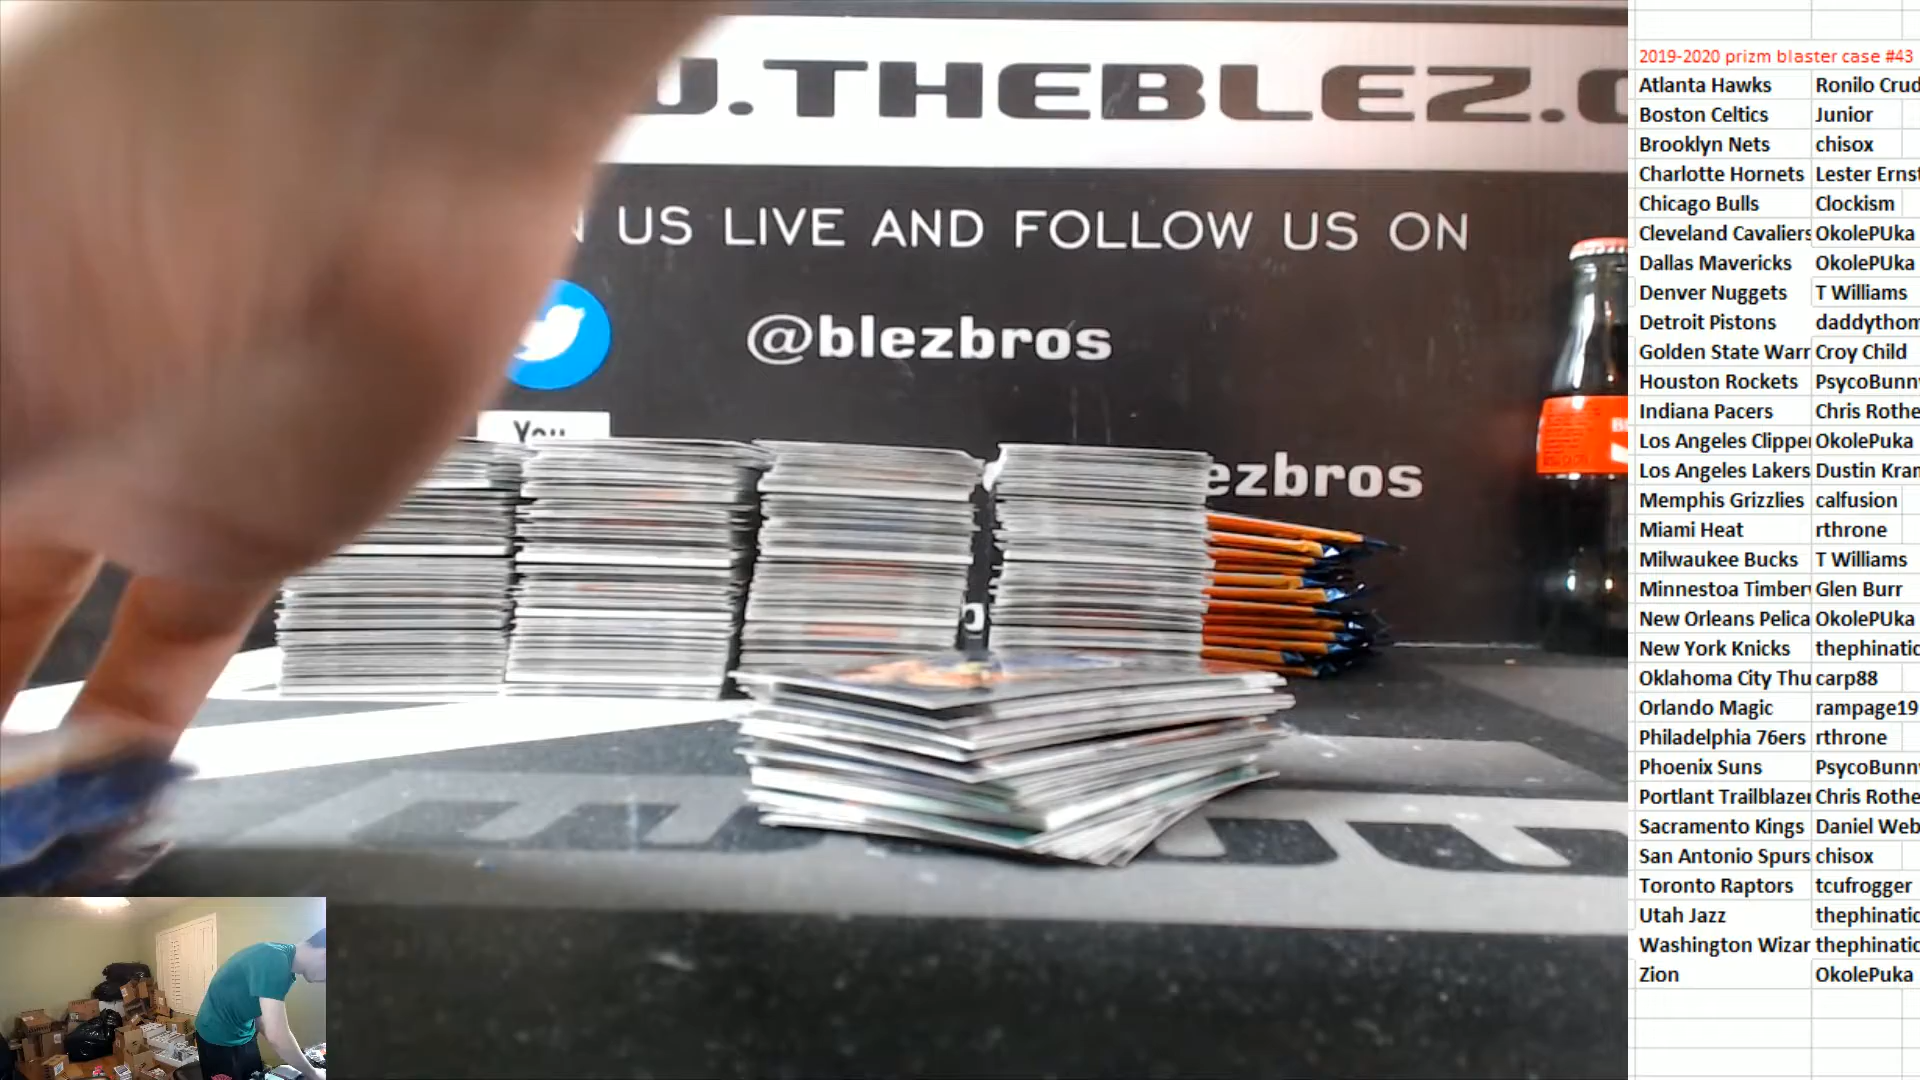 U.THEBLEZ.
US LIVE AND FOLLOW US ON
@blezbros
You
ezbros
2019-2020 prizm blaster case #43
Atlanta Hawks Ronilo Crud
Boston Celtics Junior
Brooklyn Nets chisox
Charlotte Hornets Lester Ernst
Chicago Bulls Clockism
Cleveland Cavaliers OkolePUka
Dallas Mavericks OkolePUka
Denver Nuggets T Williams
Detroit Pistons daddythom
Golden State Warr Croy Child
Houston Rockets PsycoBunny
Indiana Pacers Chris Rothe
Los Angeles Clipper OkolePuka
Los Angeles Lakers Dustin Kran
Memphis Grizzlies calfusion
Miami Heat rthrone
Milwaukee Bucks T Williams
Minnestoa Timberv Glen Burr
New Orleans Pelica OkolePUka
New York Knicks thephinatic
Oklahoma City Thu carp88
Orlando Magic rampage19
Philadelphia 76ers rthrone
Phoenix Suns PsycoBunn
Portlant Trailblazer Chris Rothe
Sacramento Kings Daniel Web
San Antonio Spurs chisox
Toronto Raptors tcufrogger
Utah Jazz thephinatic
Washington Wizar thephinatic
Zion OkolePuka